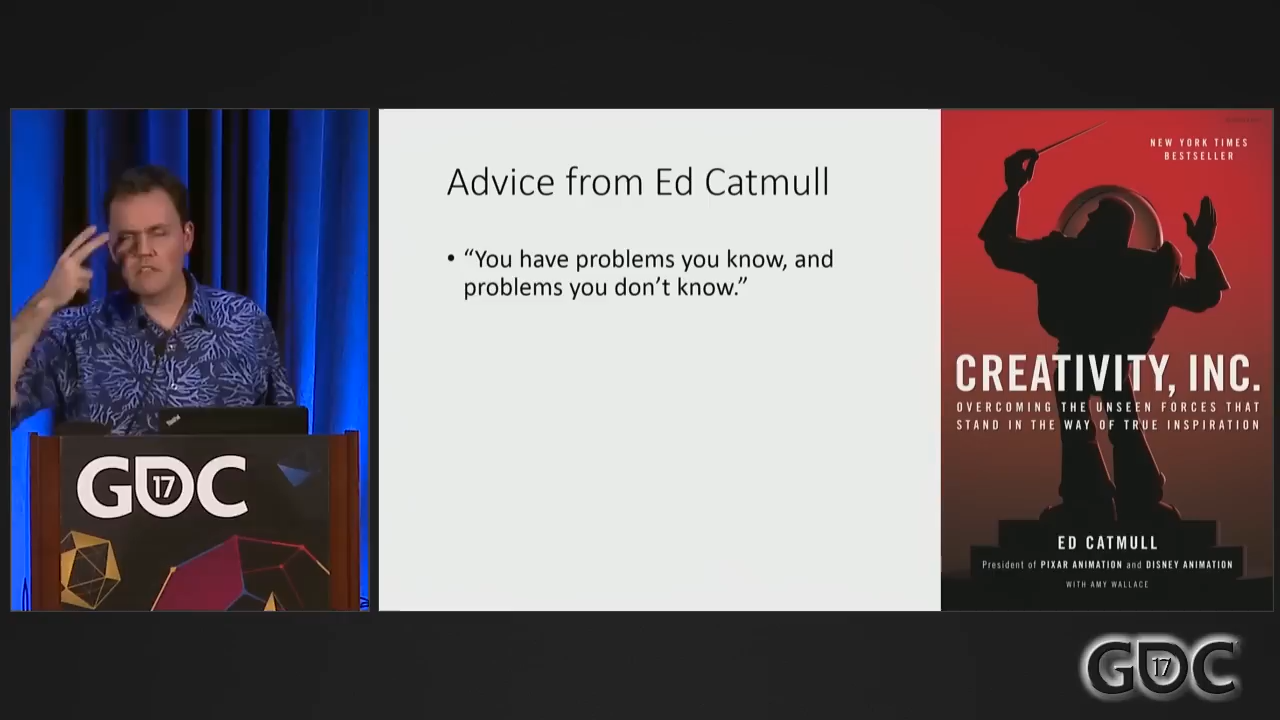 Advice from Ed Catmull
• “You have problems you know, and
problems you don’t know.”
NEW YORK TIMES
BESTSELLER
CREATIVITY, INC.
OVERCOMING THE UNSEEN FORCES THAT
STAND IN THE WAY OF TRUE INSPIRATION
ED CATMULL
President of PIXAR ANIMATION and DISNEY ANIMATION
WITH AMY WALLACE
GDC 17
GDC 17